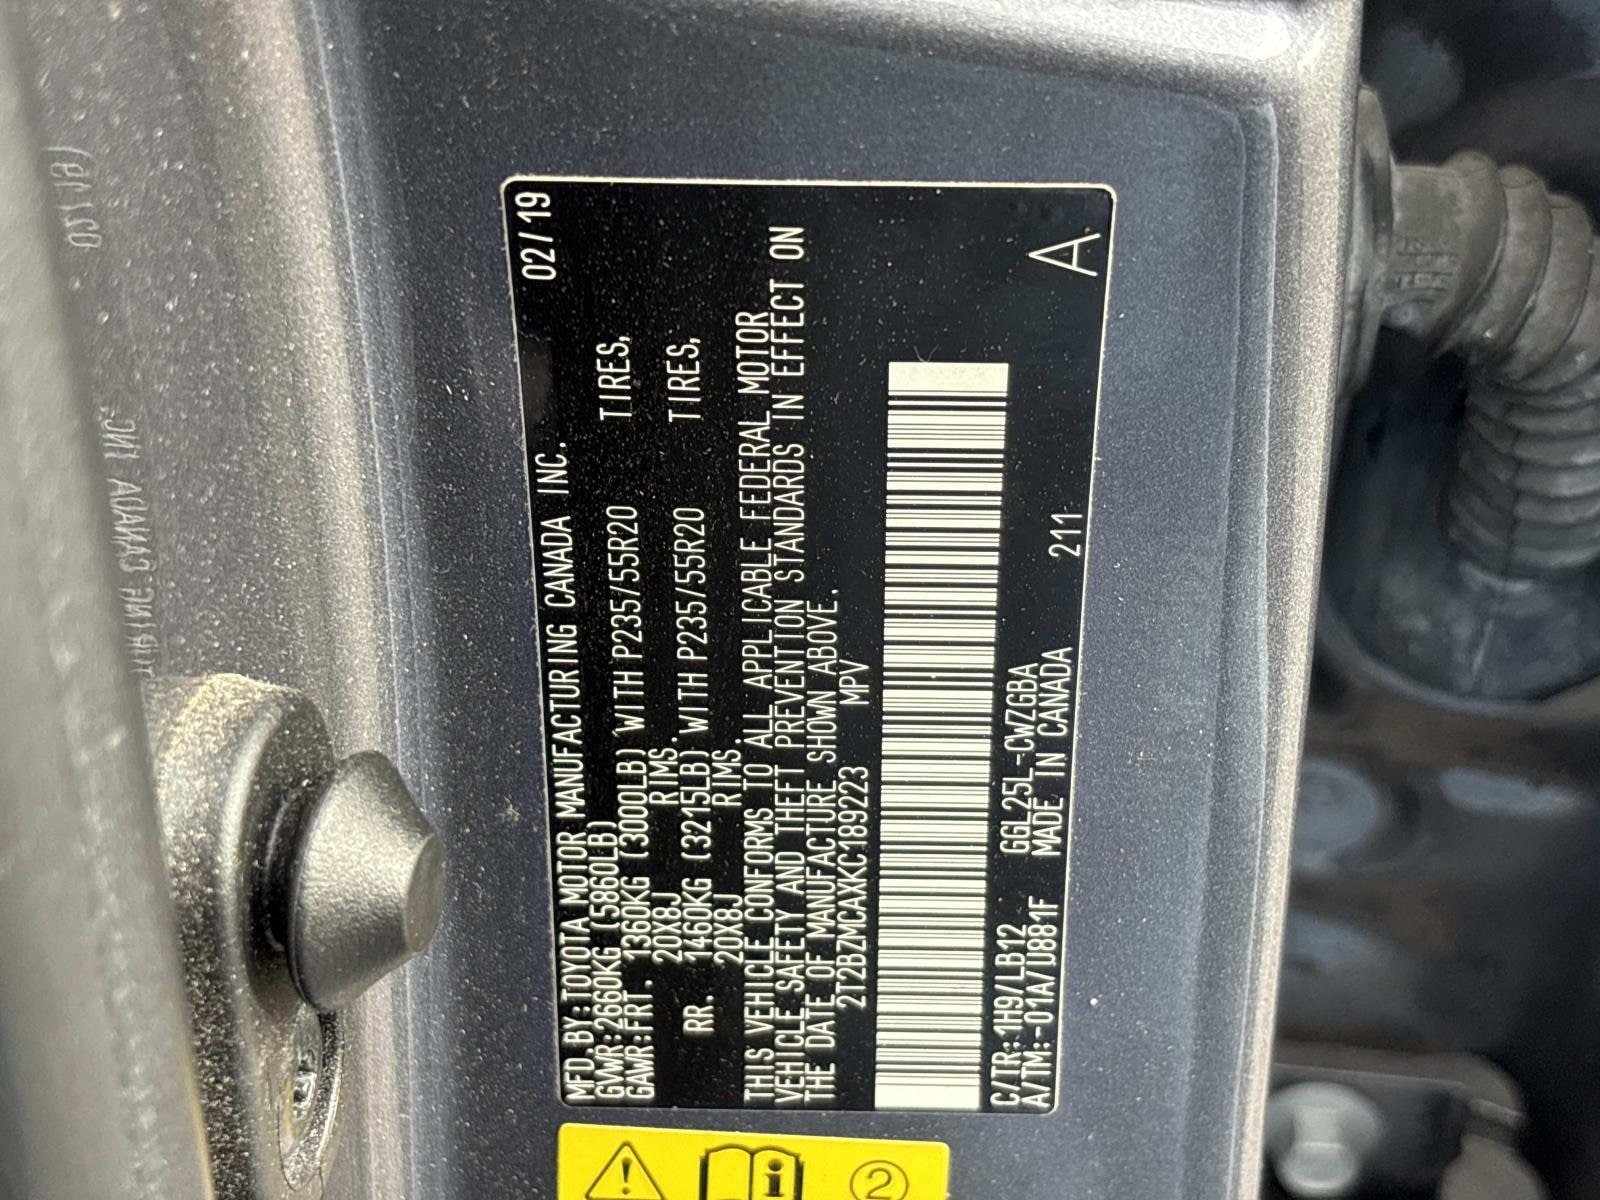 MFD. BY:TOYOTA MOTOR MANUFACTURING CANADA INC. 02/19
GVWR:2660KG (5860LB)
GAWR:FRT. 1360KG (3000LB) WITH P235/55R20 TIRES,
20X8J RIMS.
RR. 1460KG (3215LB) WITH P235/55R20 TIRES,
20X8J RIMS.
THIS VEHICLE CONFORMS TO ALL APPLICABLE FEDERAL MOTOR
VEHICLE SAFETY AND THEFT PREVENTION STANDARDS IN EFFECT ON
THE DATE OF MANUFACTURE SHOWN ABOVE.
2T2BZMCAXKC189223 MPV
C/TR:1H9/LB12 GGL25L-CWZGBA
A/TM:-01A/U881F MADE IN CANADA 211
A
! i 2